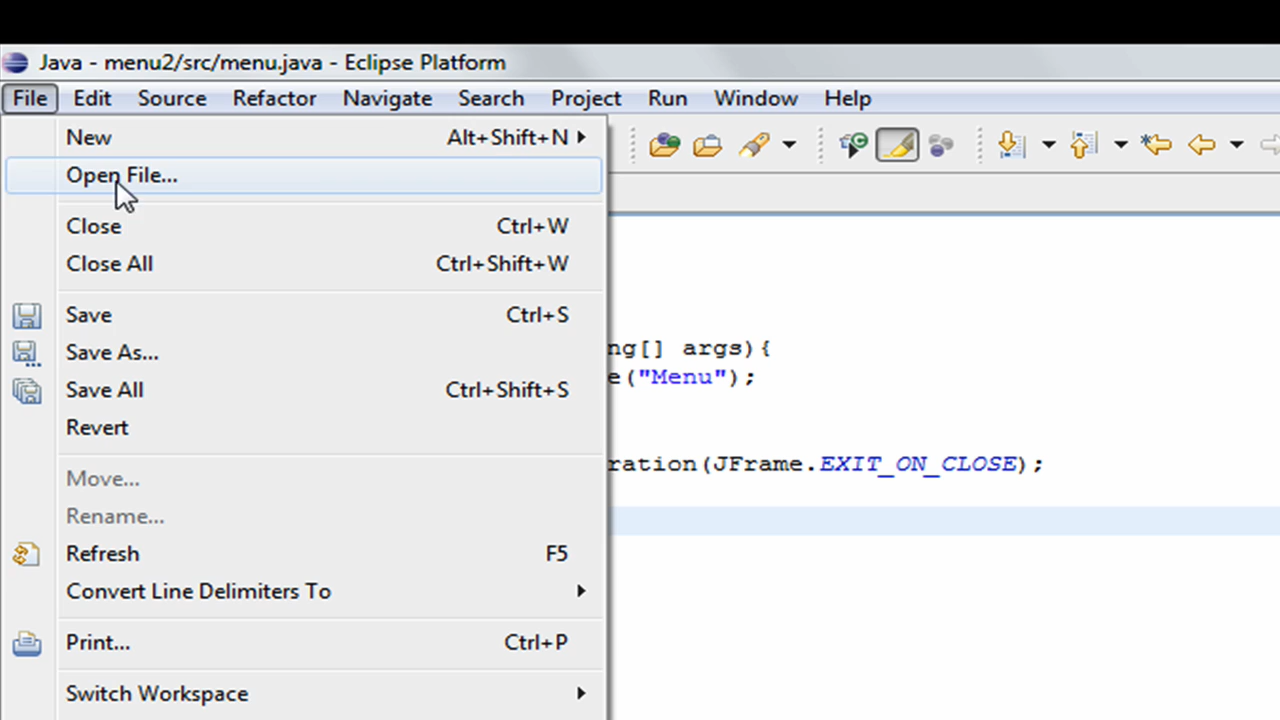 Java - menu2/src/menu.java - Eclipse Platform
File Edit Source Refactor Navigate Search Project Run Window Help
New Alt+Shift+N
Open File...
Close Ctrl+W
Close All Ctrl+Shift+W
Save Ctrl+S
ng[] args){
Save As...
e("Menu");
Save All Ctrl+Shift+S
Revert
ration(JFrame.EXIT_ON_CLOSE);
Move...
Rename...
Refresh F5
Convert Line Delimiters To
Print... Ctrl+P
Switch Workspace